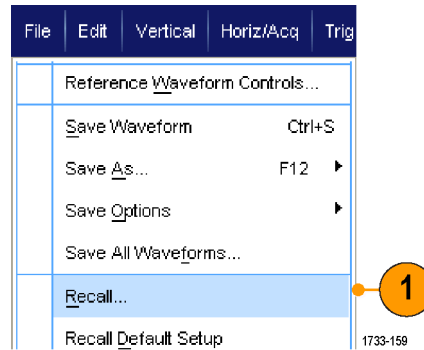 File Edit Vertical Horiz/Acq Trig
Reference Waveform Controls...
Save Waveform Ctrl+S
Save As... F12
Save Options
Save All Waveforms...
Recall...
1
Recall Default Setup
1733-159